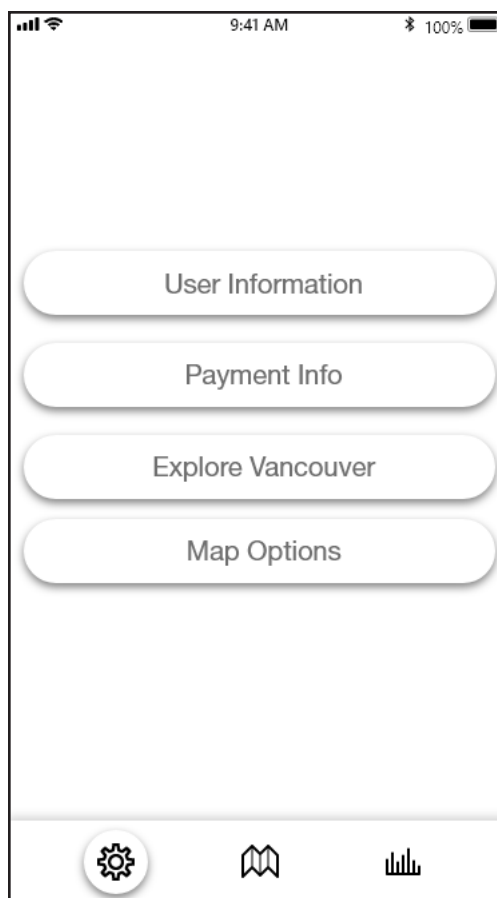 9:41 AM
100%
User Information
Payment Info
Explore Vancouver
Map Options